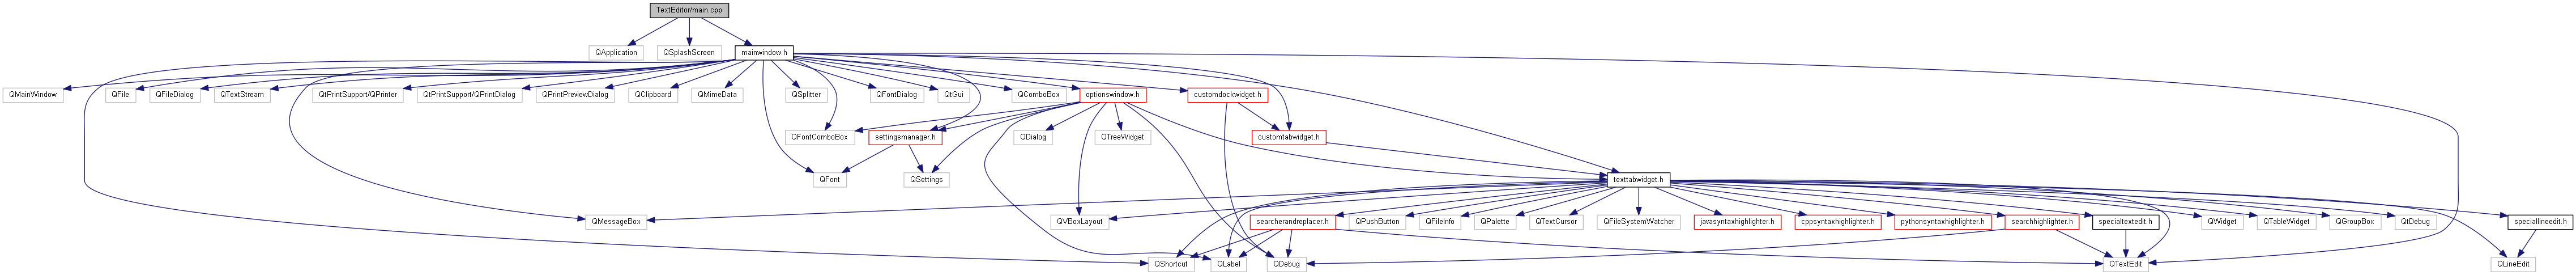 TextEditor/main.cpp
QApplication
QSplashScreen
mainwindow.h
QMainWindow
QFile
QFileDialog
QTextStream
QtPrintSupport/QPrinter
QtPrintSupport/QPrintDialog
QPrintPreviewDialog
QClipboard
QMimeData
QSplitter
QFontDialog
QtGui
QComboBox
optionswindow.h
customdockwidget.h
QFontComboBox
settingsmanager.h
QDialog
QTreeWidget
customtabwidget.h
QFont
QSettings
texttabwidget.h
QMessageBox
QVBoxLayout
searcherandreplacer.h
QPushButton
QFileInfo
QPalette
QTextCursor
QFileSystemWatcher
javasyntaxhighlighter.h
cppsyntaxhighlighter.h
pythonsyntaxhighlighter.h
searchhighlighter.h
specialtextedit.h
QWidget
QTableWidget
QGroupBox
QtDebug
speciallineedit.h
QShortcut
QLabel
QDebug
QTextEdit
QLineEdit